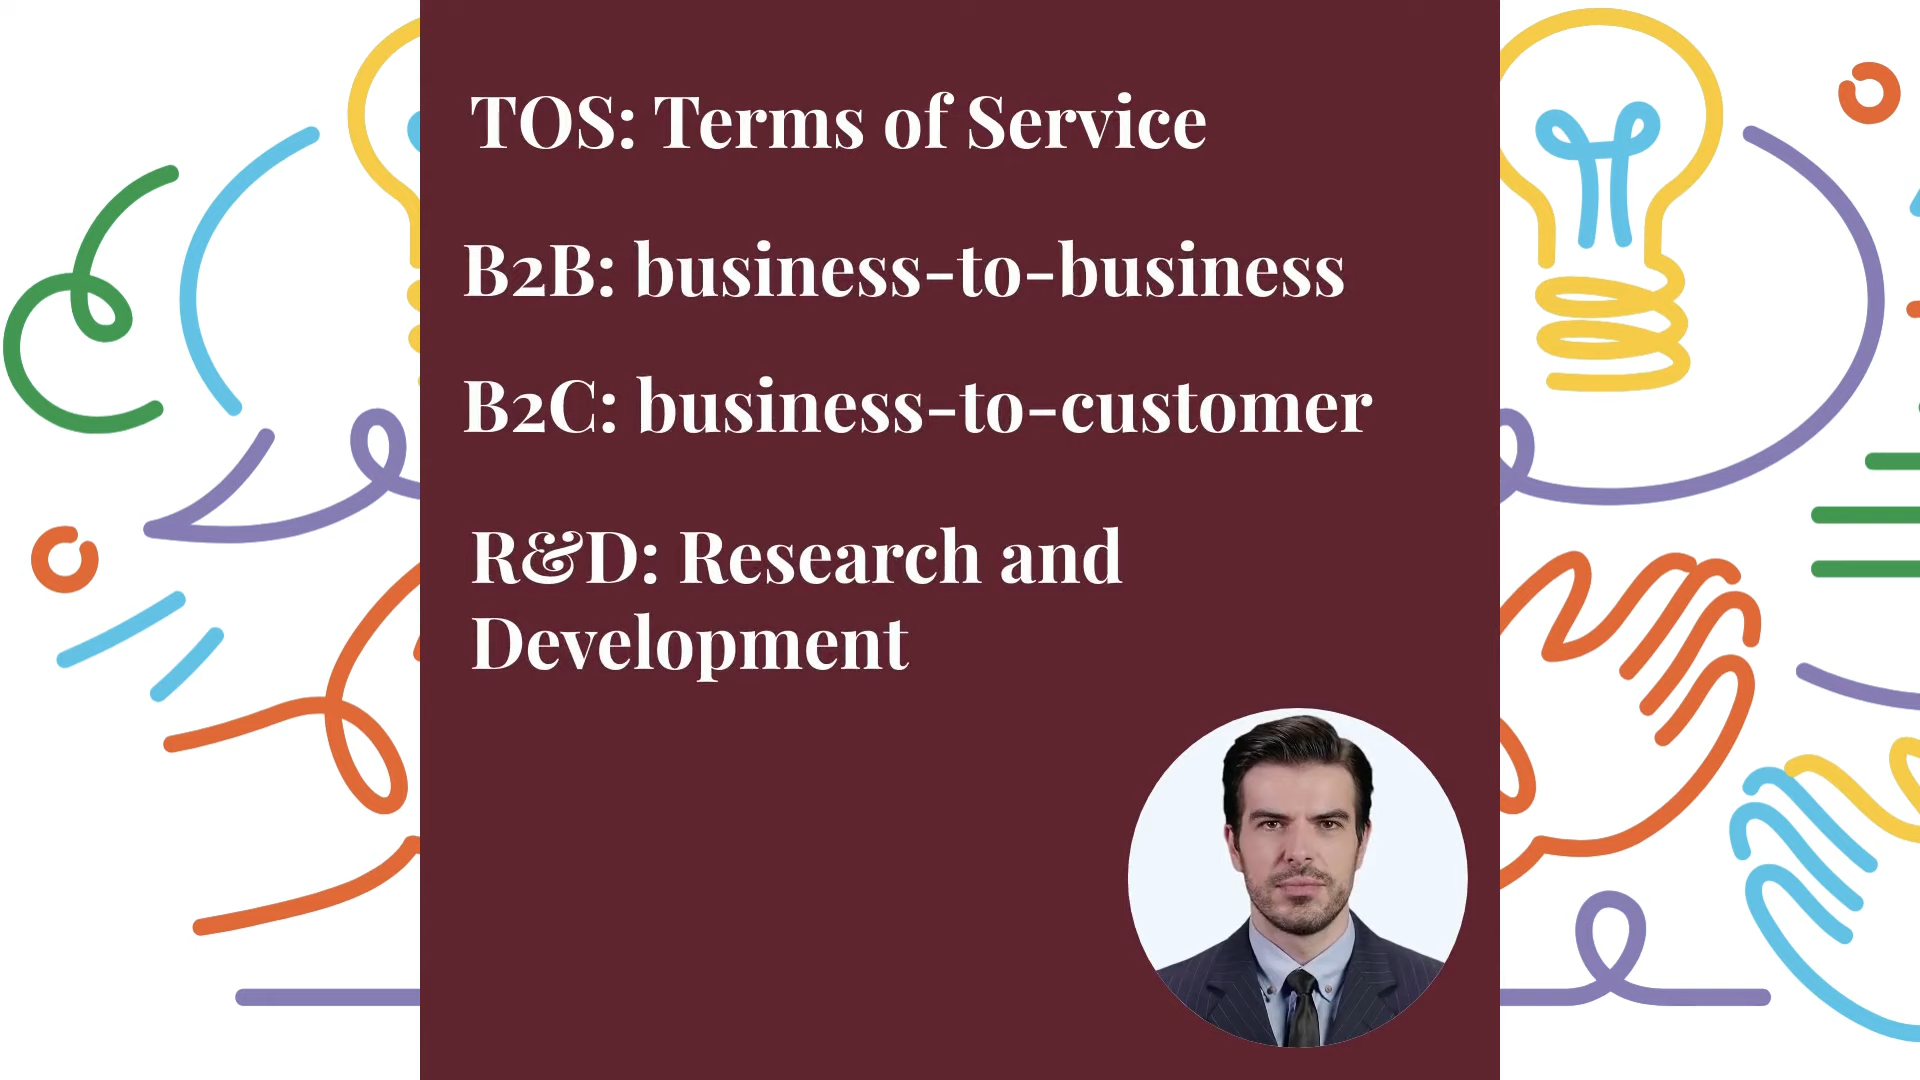 TOS: Terms of Service
B2B: business-to-business
B2C: business-to-customer
R&D: Research and
Development